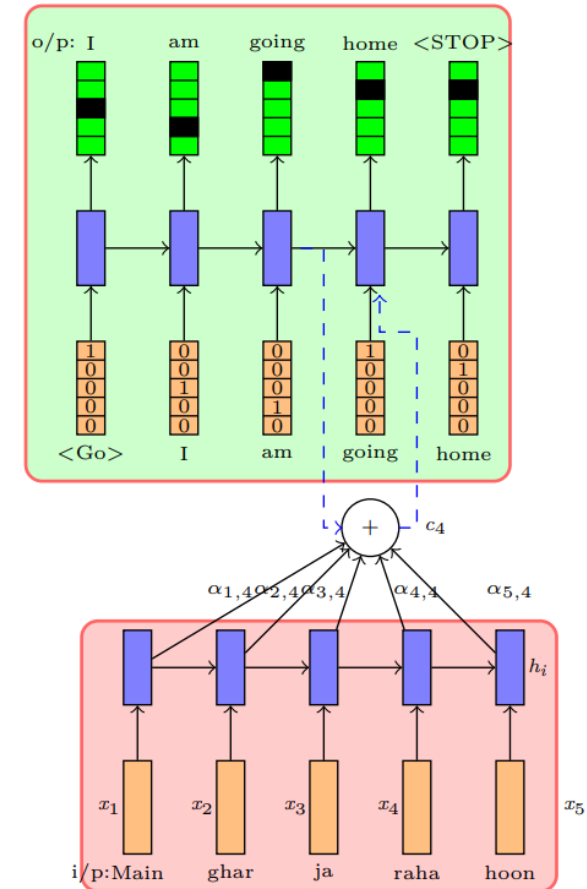 o/p: I am going home <STOP>
1 0 0 1 0
0 0 0 0 1
0 1 0 0 0
0 0 1 0 0
0 0 0 0 0
<Go> I am going home
+ c₄
α₁,₄ α₂,₄ α₃,₄ α₄,₄ α₅,₄
hᵢ
x₁ x₂ x₃ x₄ x₅
i/p: Main ghar ja raha hoon